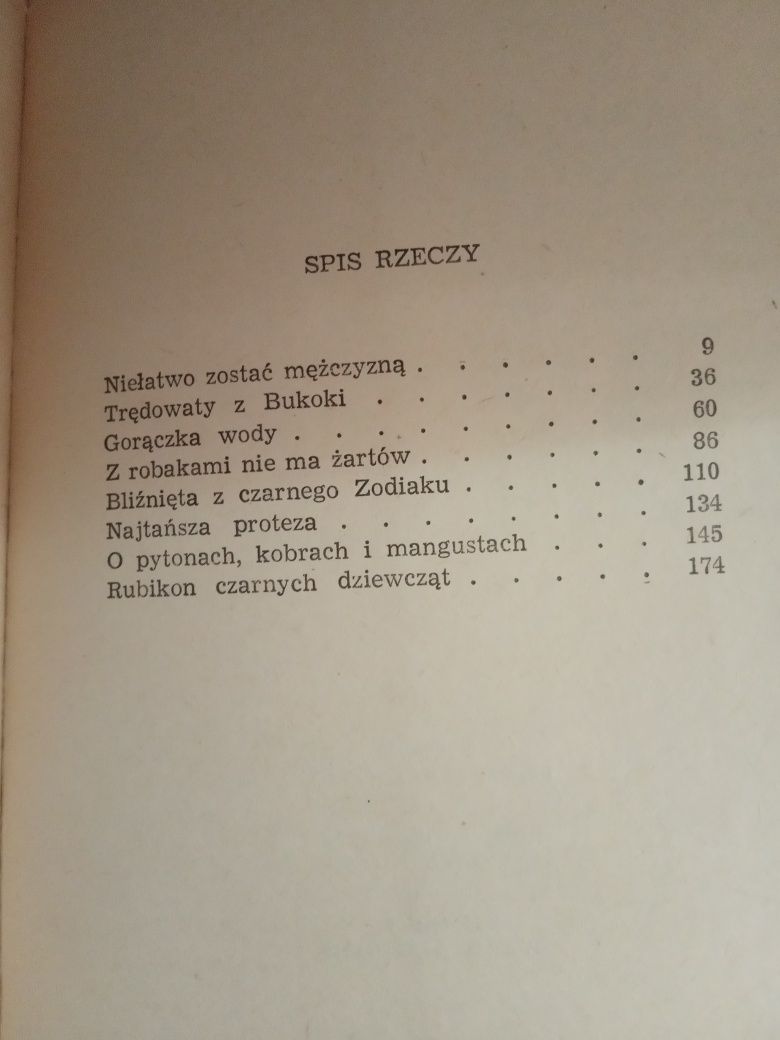 SPIS RZECZY
Niełatwo zostać mężczyzną . . . . . . 9
Trędowaty z Bukoki . . . . . . . 36
Gorączka wody . . . . . . . . . 60
Z robakami nie ma żartów . . . . . . 86
Bliźnięta z czarnego Zodiaku . . . . . 110
Najtańsza proteza . . . . . . . . 134
O pytonach, kobrach i mangustach . . . 145
Rubikon czarnych dziewcząt . . . . . 174